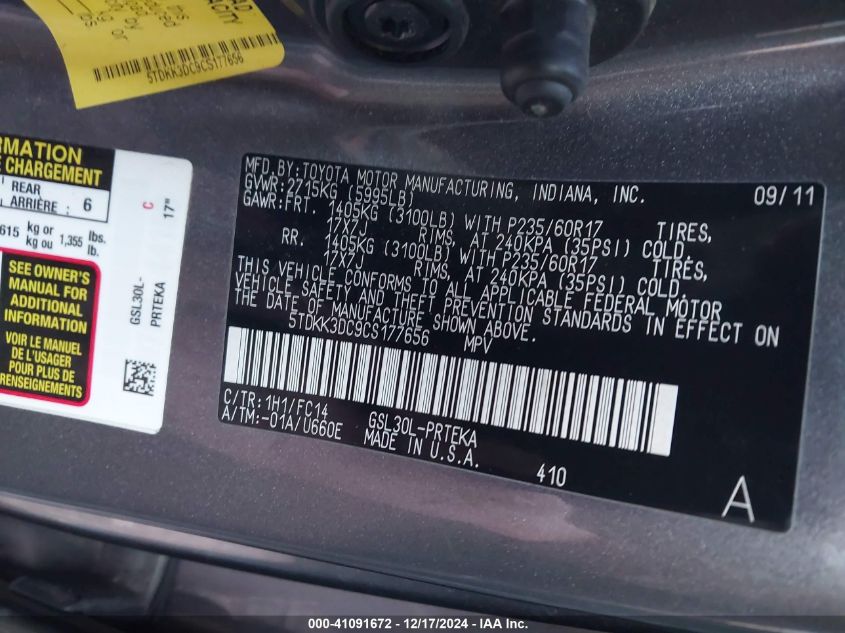 5TDKK3DC9CS177656
kg or
lbs
RMATION
E CHARGEMENT
REAR
ARRIÈRE
6
615 kg or 1,355 lbs.
kg ou lb.
SEE OWNER'S
MANUAL FOR
ADDITIONAL
INFORMATION
VOIR LE MANUEL
DE L'USAGER
POUR PLUS DE
RENSEIGNEMENTS
C
17"
GSL30L-
PRTEKA
MFD.BY:TOYOTA MOTOR MANUFACTURING, INDIANA, INC. 09/11
GVWR:2715KG (5995LB)
GAWR:FRT. 1405KG (3100LB) WITH P235/60R17 TIRES,
17X7J RIMS, AT 240KPA (35PSI) COLD.
RR. 1405KG (3100LB) WITH P235/60R17 TIRES,
17X7J RIMS, AT 240KPA (35PSI) COLD.
THIS VEHICLE CONFORMS TO ALL APPLICABLE FEDERAL MOTOR
VEHICLE SAFETY AND THEFT PREVENTION STANDARDS IN EFFECT ON
THE DATE OF MANUFACTURE SHOWN ABOVE.
5TDKK3DC9CS177656 MPV
C/TR:1H1/FC14
A/TM:-01A/U660E
GSL30L-PRTEKA
MADE IN U.S.A.
410
A
000-41091672 - 12/17/2024 - IAA Inc.